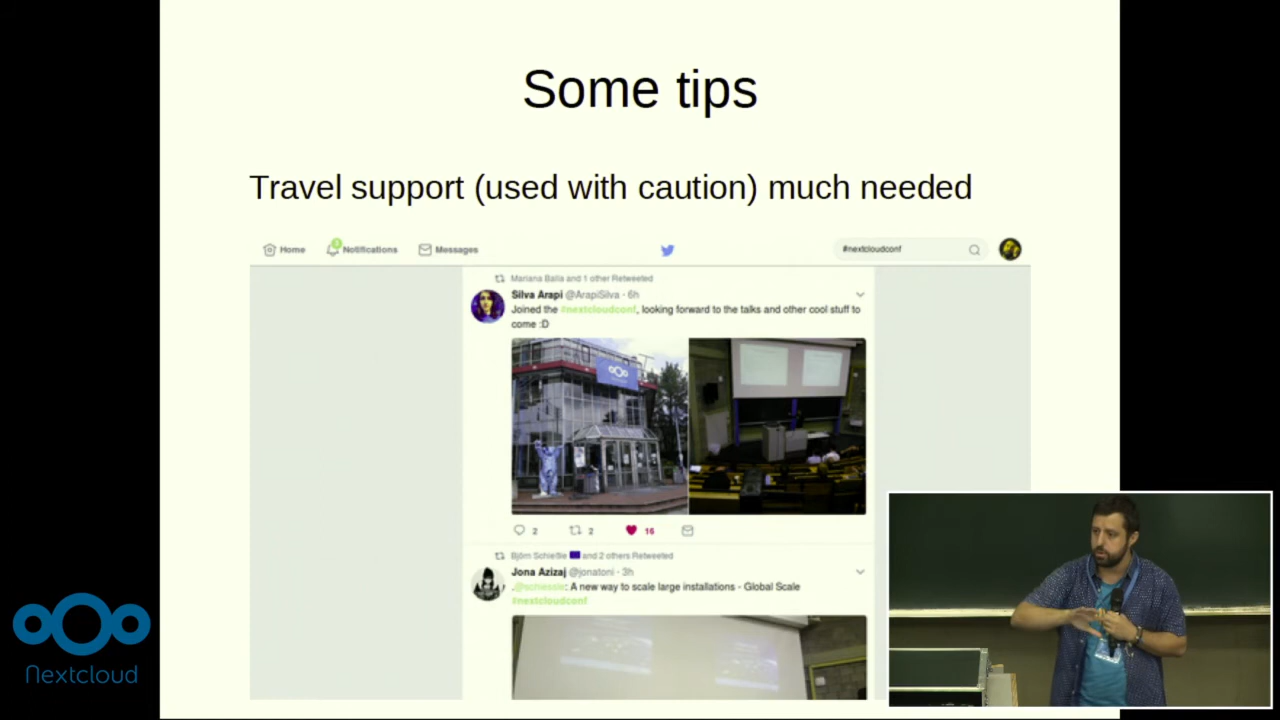 Some tips
Travel support (used with caution) much needed
Home Notifications Messages #nextcloudconf
Mariana Balla and 1 other Retweeted
Silva Arapi @ArapiSilva · 6h
Joined the #nextcloudconf, looking forward to the talks and other cool stuff to
come :D
2 2 16
Björn Schießle and 2 others Retweeted
Jona Azizaj @jonatoni · 3h
.@schiessle: A new way to scale large installations - Global Scale
#nextcloudconf
Nextcloud